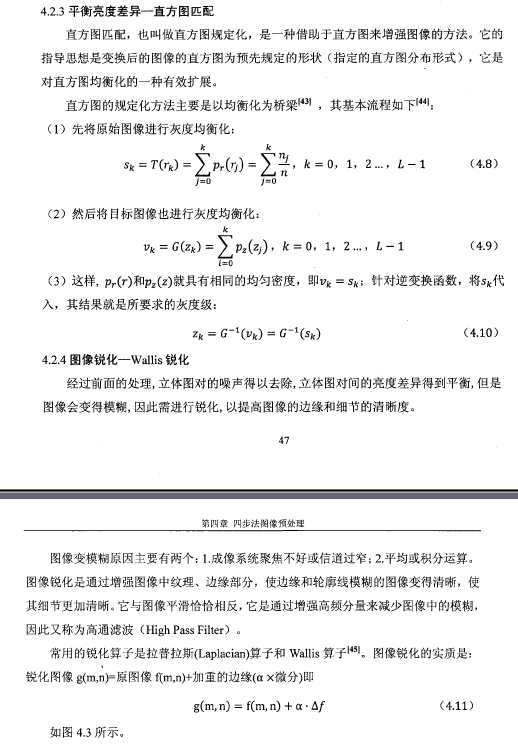 4.2.3 平衡亮度差异—直方图匹配
直方图匹配，也叫做直方图规定化，是一种借助于直方图来增强图像的方法。它的
指导思想是变换后的图像的直方图为预先规定的形状（指定的直方图分布形式），它是
对直方图均衡化的一种有效扩展。
直方图的规定化方法主要是以均衡化为桥梁[43]，其基本流程如下[44]：
（1）先将原始图像进行灰度均衡化：
s_k = T(r_k) = ∑_{j=0}^{k} p_r(r_j) = ∑_{j=0}^{k} n_j/n，k = 0，1，2…，L − 1 （4.8）
（2）然后将目标图像也进行灰度均衡化：
v_k = G(z_k) = ∑_{i=0}^{k} p_z(z_j)，k = 0，1，2…，L − 1 （4.9）
（3）这样, p_r(r)和p_z(z)就具有相同的均匀密度，即v_k = s_k；针对逆变换函数，将s_k代
入，其结果就是所要求的灰度级：
z_k = G⁻¹(v_k) = G⁻¹(s_k) （4.10）
4.2.4 图像锐化—Wallis 锐化
经过前面的处理, 立体图对的噪声得以去除, 立体图对间的亮度差异得到平衡, 但是
图像会变得模糊, 因此需进行锐化, 以提高图像的边缘和细节的清晰度。
47
第四章 四步法图像预处理
图像变模糊原因主要有两个：1.成像系统聚焦不好或信道过窄；2.平均或积分运算。
图像锐化是通过增强图像中纹理、边缘部分，使边缘和轮廓线模糊的图像变得清晰，使
其细节更加清晰。它与图像平滑恰恰相反，它是通过增强高频分量来减少图像中的模糊，
因此又称为高通滤波（High Pass Filter）。
常用的锐化算子是拉普拉斯(Laplacian)算子和 Wallis 算子[45]。图像锐化的实质是：
锐化图像 g(m,n)=原图像 f(m,n)+加重的边缘(α ×微分)即
g(m, n) = f(m, n) + α · Δf （4.11）
如图 4.3 所示。